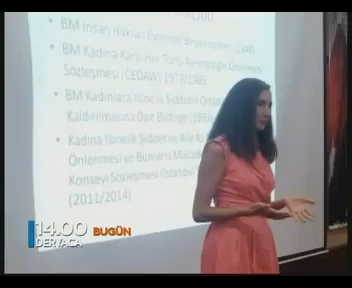 BM İnsan Hakları Evrensel Beyannamesi (1948)
BM Kadına Karşı Her Türlü Ayrımcılığın Önlenmesi
Sözleşmesi (CEDAW) 1979/1985
BM Kadınlara Yönelik Şiddetin Ortadan
Kaldırılmasına Dair Bildirge (1993)
Kadına Yönelik Şiddet ve Aile İçi
Önlenmesi ve Bunlarla Mücadele
Konseyi Sözleşmesi (İstanbul
(2011/2014)
14.00 BUGÜN
DERYACA